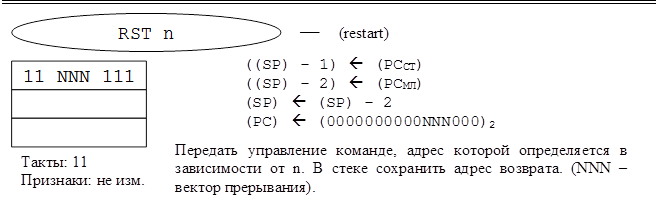 RST n — (restart)
((SP) - 1) 🡨 (PCСТ)
11 NNN 111
((SP) - 2) 🡨 (PCМЛ)
(SP) 🡨 (SP) - 2
(PC) 🡨 (0000000000NNN000)2
Такты: 11
Признаки: не изм.
Передать управление команде, адрес которой определяется в
зависимости от n. В стеке сохранить адрес возврата. (NNN –
вектор прерывания).